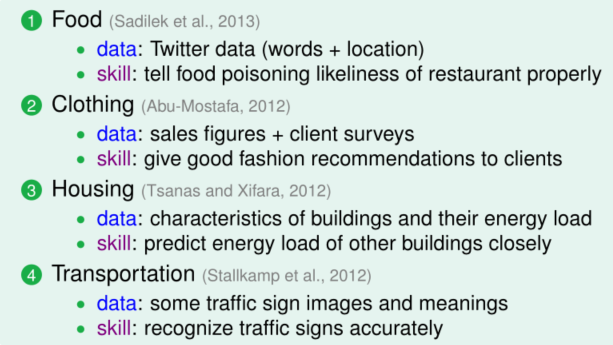 1 Food (Sadilek et al., 2013)
• data: Twitter data (words + location)
• skill: tell food poisoning likeliness of restaurant properly
2 Clothing (Abu-Mostafa, 2012)
• data: sales figures + client surveys
• skill: give good fashion recommendations to clients
3 Housing (Tsanas and Xifara, 2012)
• data: characteristics of buildings and their energy load
• skill: predict energy load of other buildings closely
4 Transportation (Stallkamp et al., 2012)
• data: some traffic sign images and meanings
• skill: recognize traffic signs accurately